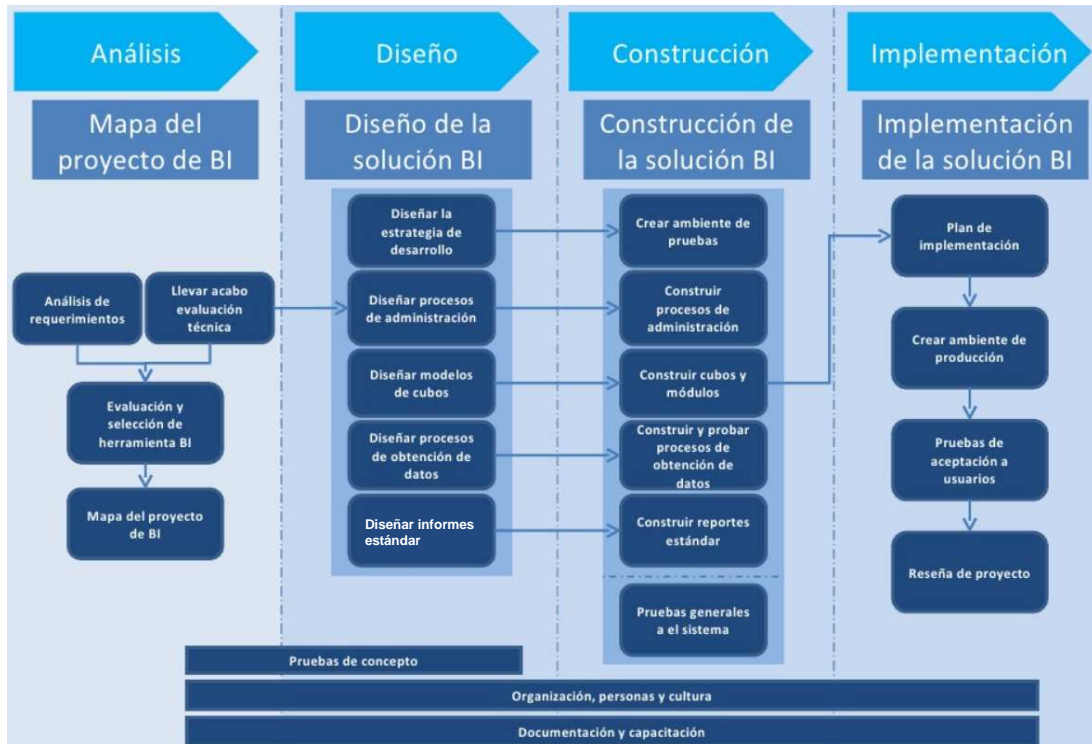 Análisis
Diseño
Construcción
Implementación
Mapa del
proyecto de BI
Diseño de la
solución BI
Construcción de
la solución BI
Implementación
de la solución BI
Análisis de
requerimientos
Llevar acabo
evaluación
técnica
Evaluación y
selección de
herramienta BI
Mapa del proyecto
de BI
Diseñar la
estrategia de
desarrollo
Diseñar procesos
de administración
Diseñar modelos
de cubos
Diseñar procesos
de obtención de
datos
Diseñar informes
estándar
Crear ambiente de
pruebas
Construir
procesos de
administración
Construir cubos y
módulos
Construir y probar
procesos de
obtención de
datos
Construir reportes
estándar
Pruebas generales
a el sistema
Plan de
implementación
Crear ambiente de
producción
Pruebas de
aceptación a
usuarios
Reseña de proyecto
Pruebas de concepto
Organización, personas y cultura
Documentación y capacitación